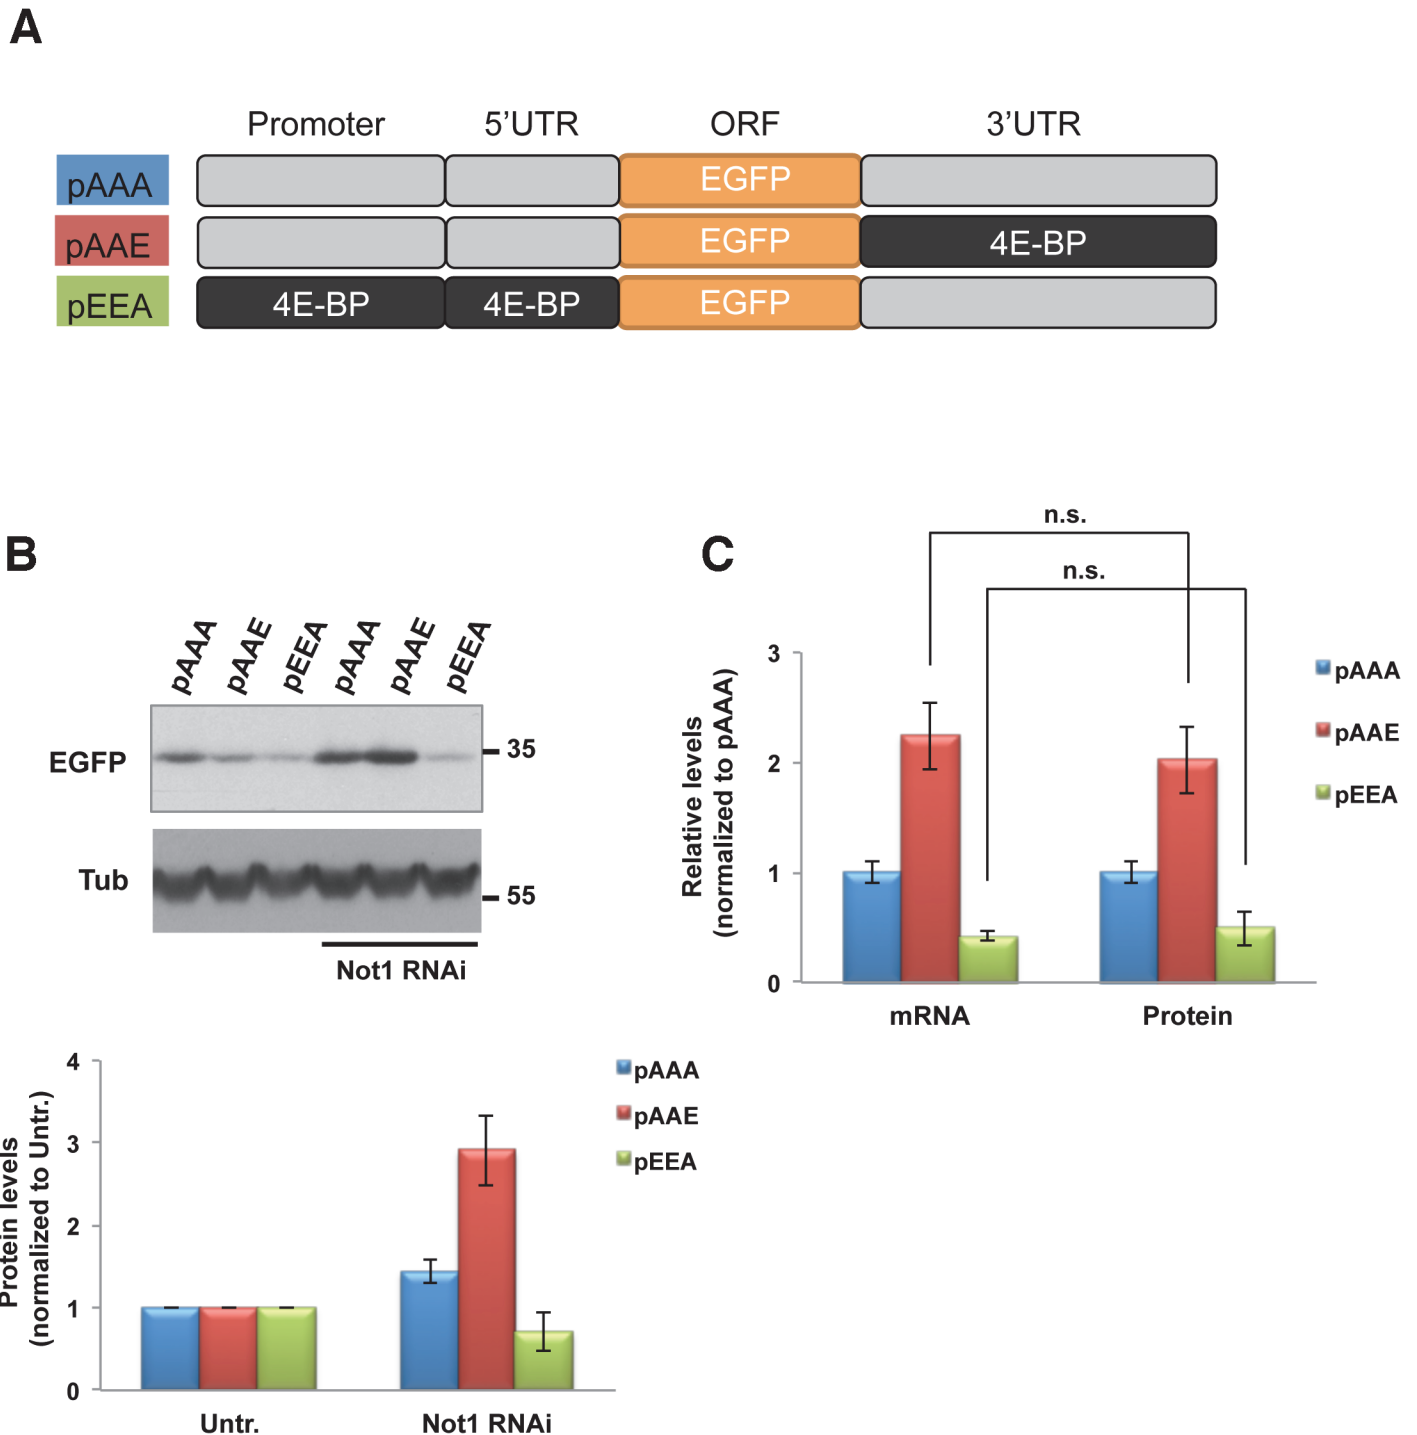 A
Promoter 5'UTR ORF 3'UTR
pAAA EGFP
pAAE EGFP 4E-BP
pEEA 4E-BP 4E-BP EGFP
B
pAAA pAAE pEEA pAAA pAAE pEEA
EGFP 35
Tub 55
Not1 RNAi
Protein levels
(normalized to Untr.)
4
3
2
1
0
Untr. Not1 RNAi
pAAA
pAAE
pEEA
C
n.s.
n.s.
Relative levels
(normalized to pAAA)
3
2
1
0
mRNA Protein
pAAA
pAAE
pEEA